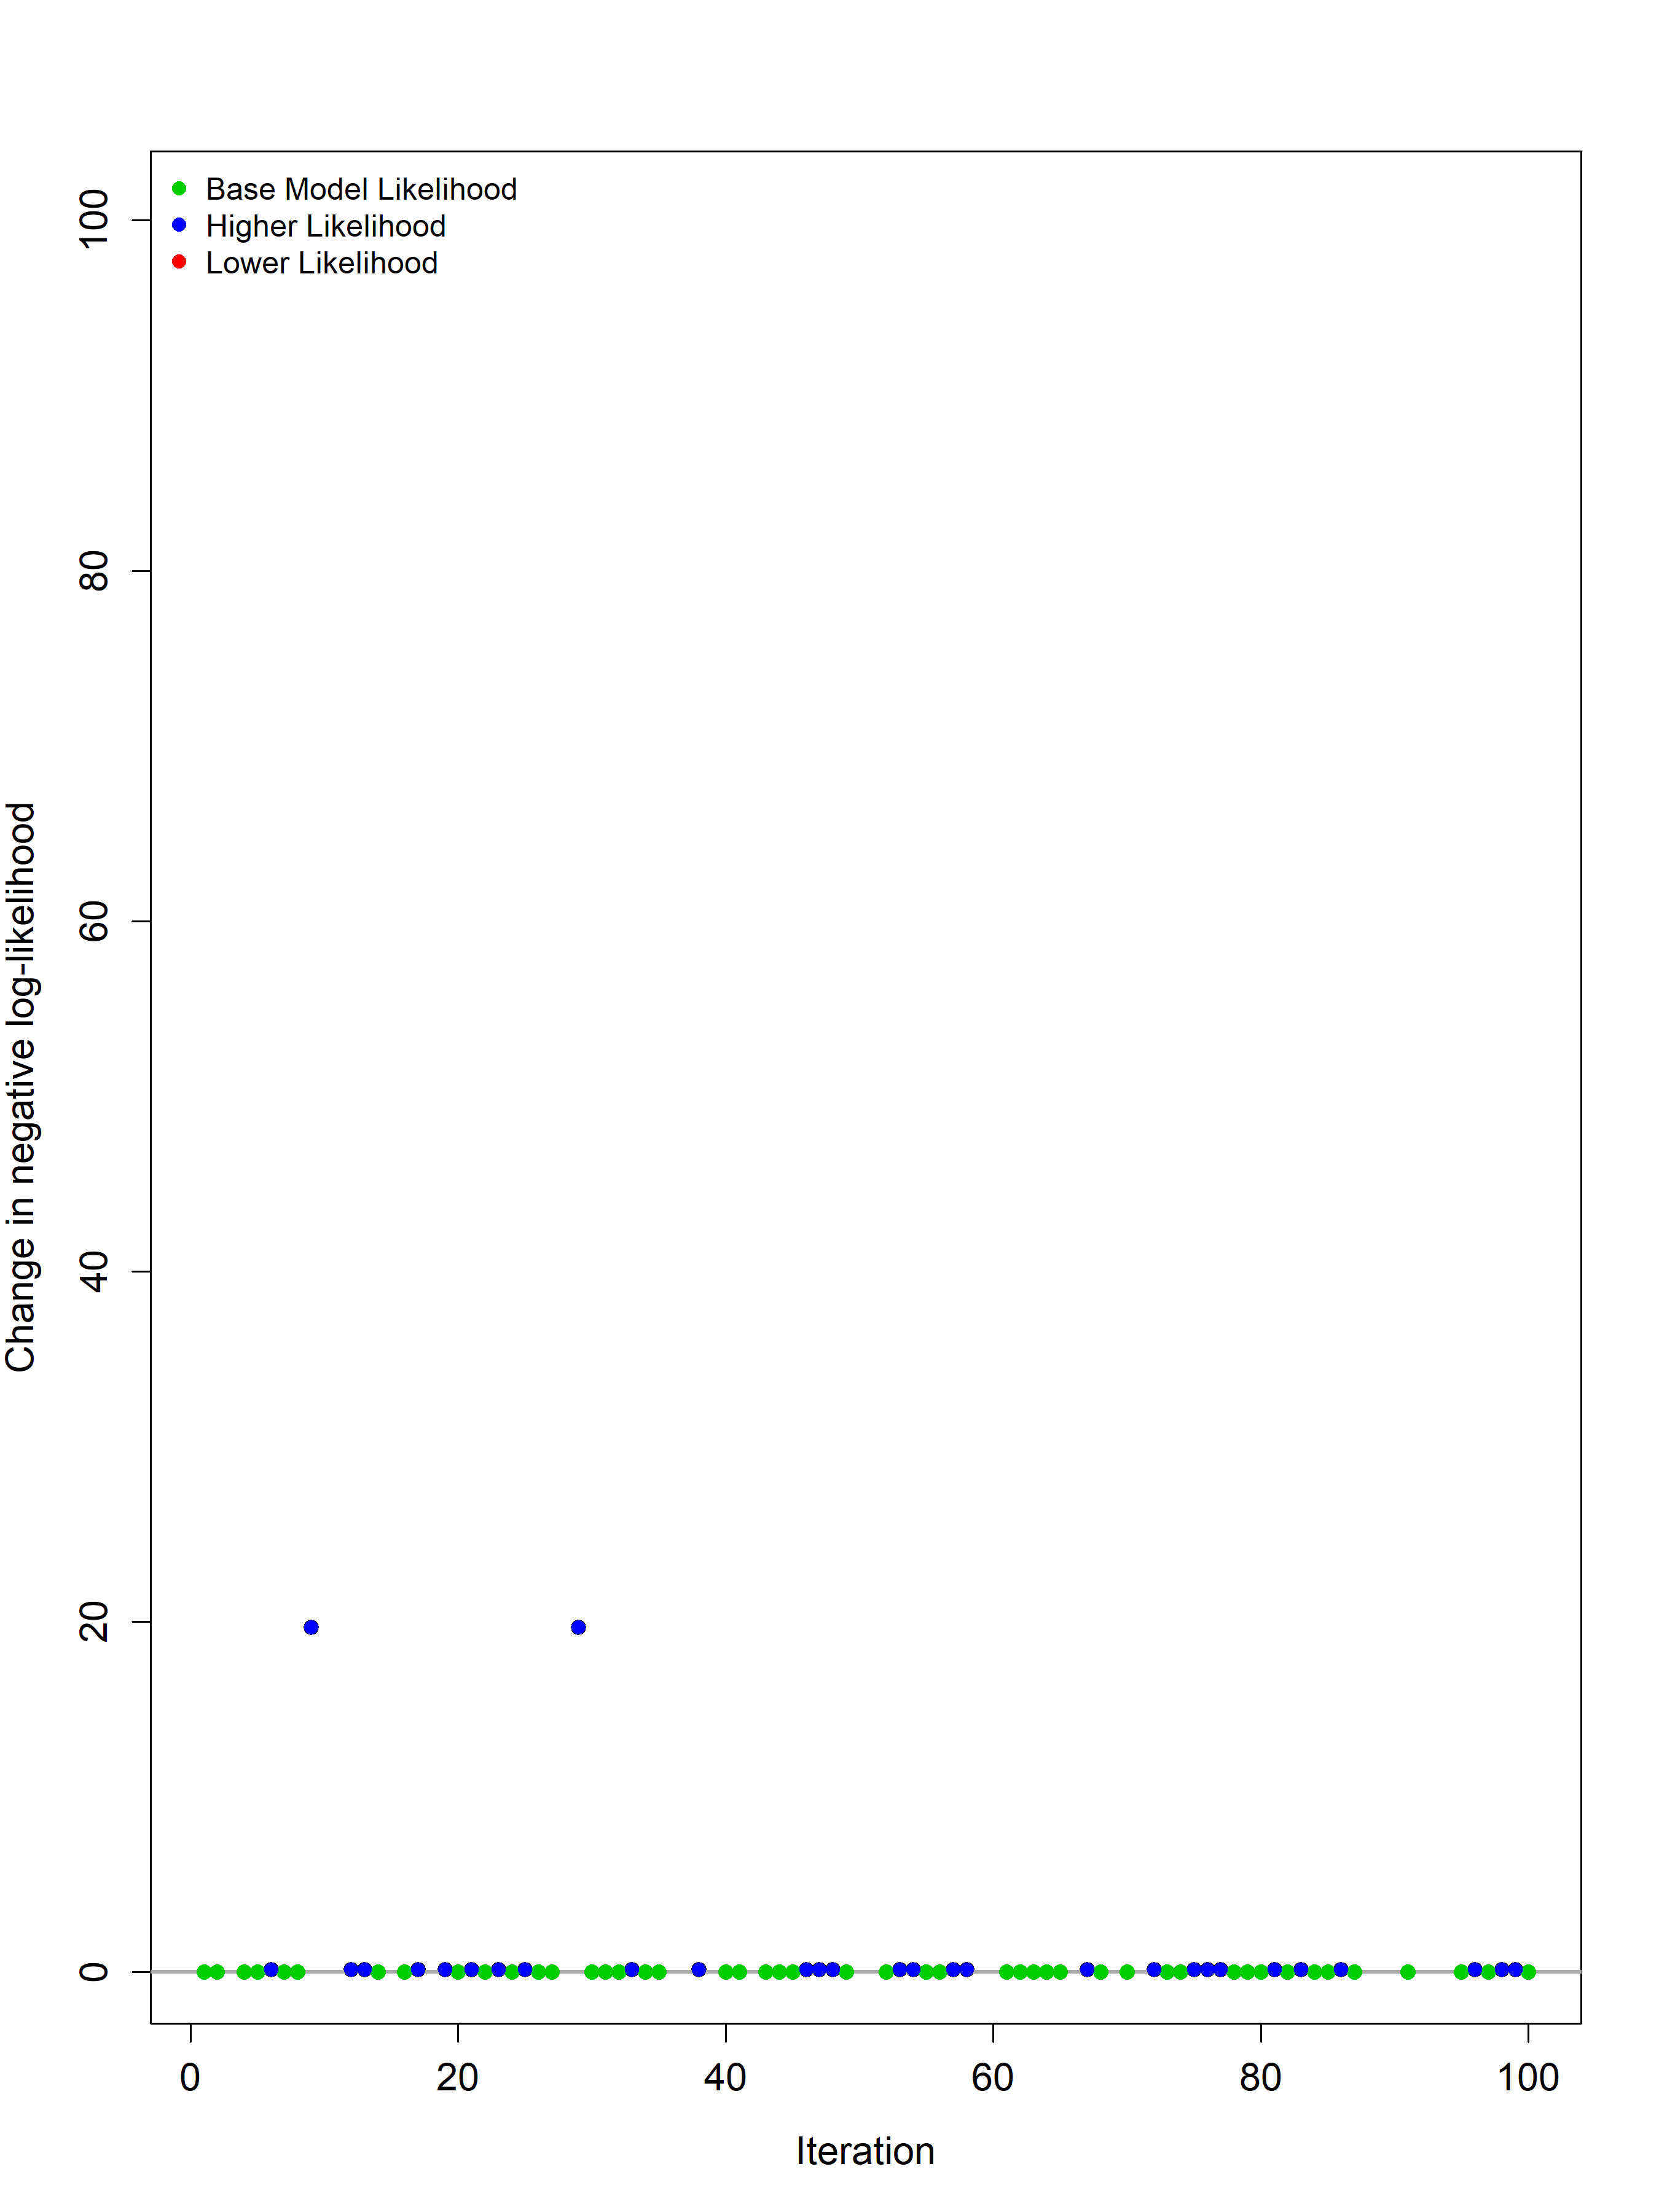 Base Model Likelihood
Higher Likelihood
Lower Likelihood
100
80
60
40
20
0
Change in negative log-likelihood
0 20 40 60 80 100
Iteration